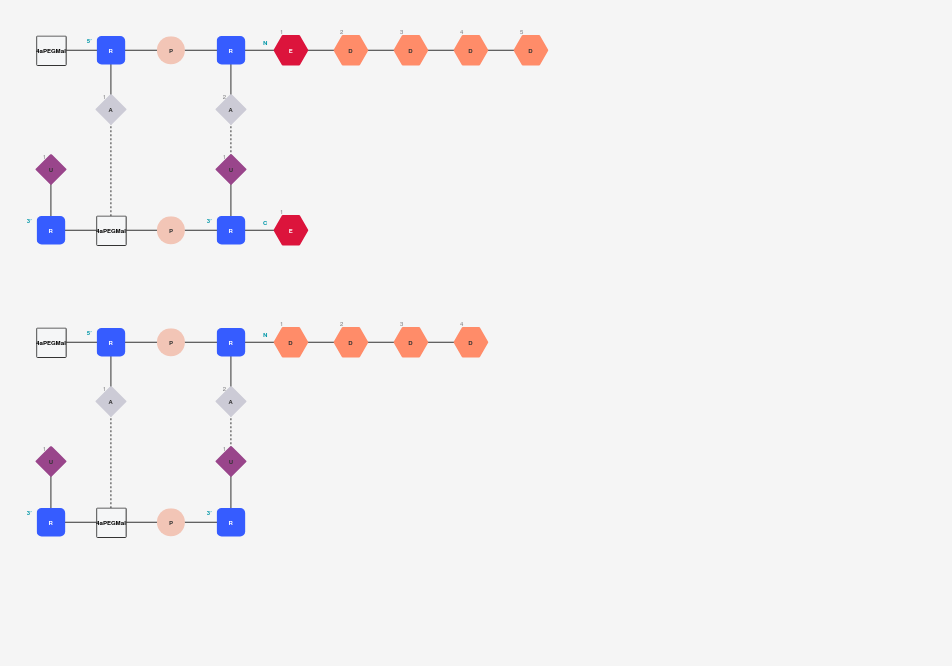 1 2 3 4 5
5' N
4aPEGMal R P R E D D D D
1 2
A A
1 1
U U
1
3' 3' C
R 4aPEGMal P R E
1 2 3 4
5' N
4aPEGMal R P R D D D D
1 2
A A
1 1
U U
3' 3'
R 4aPEGMal P R